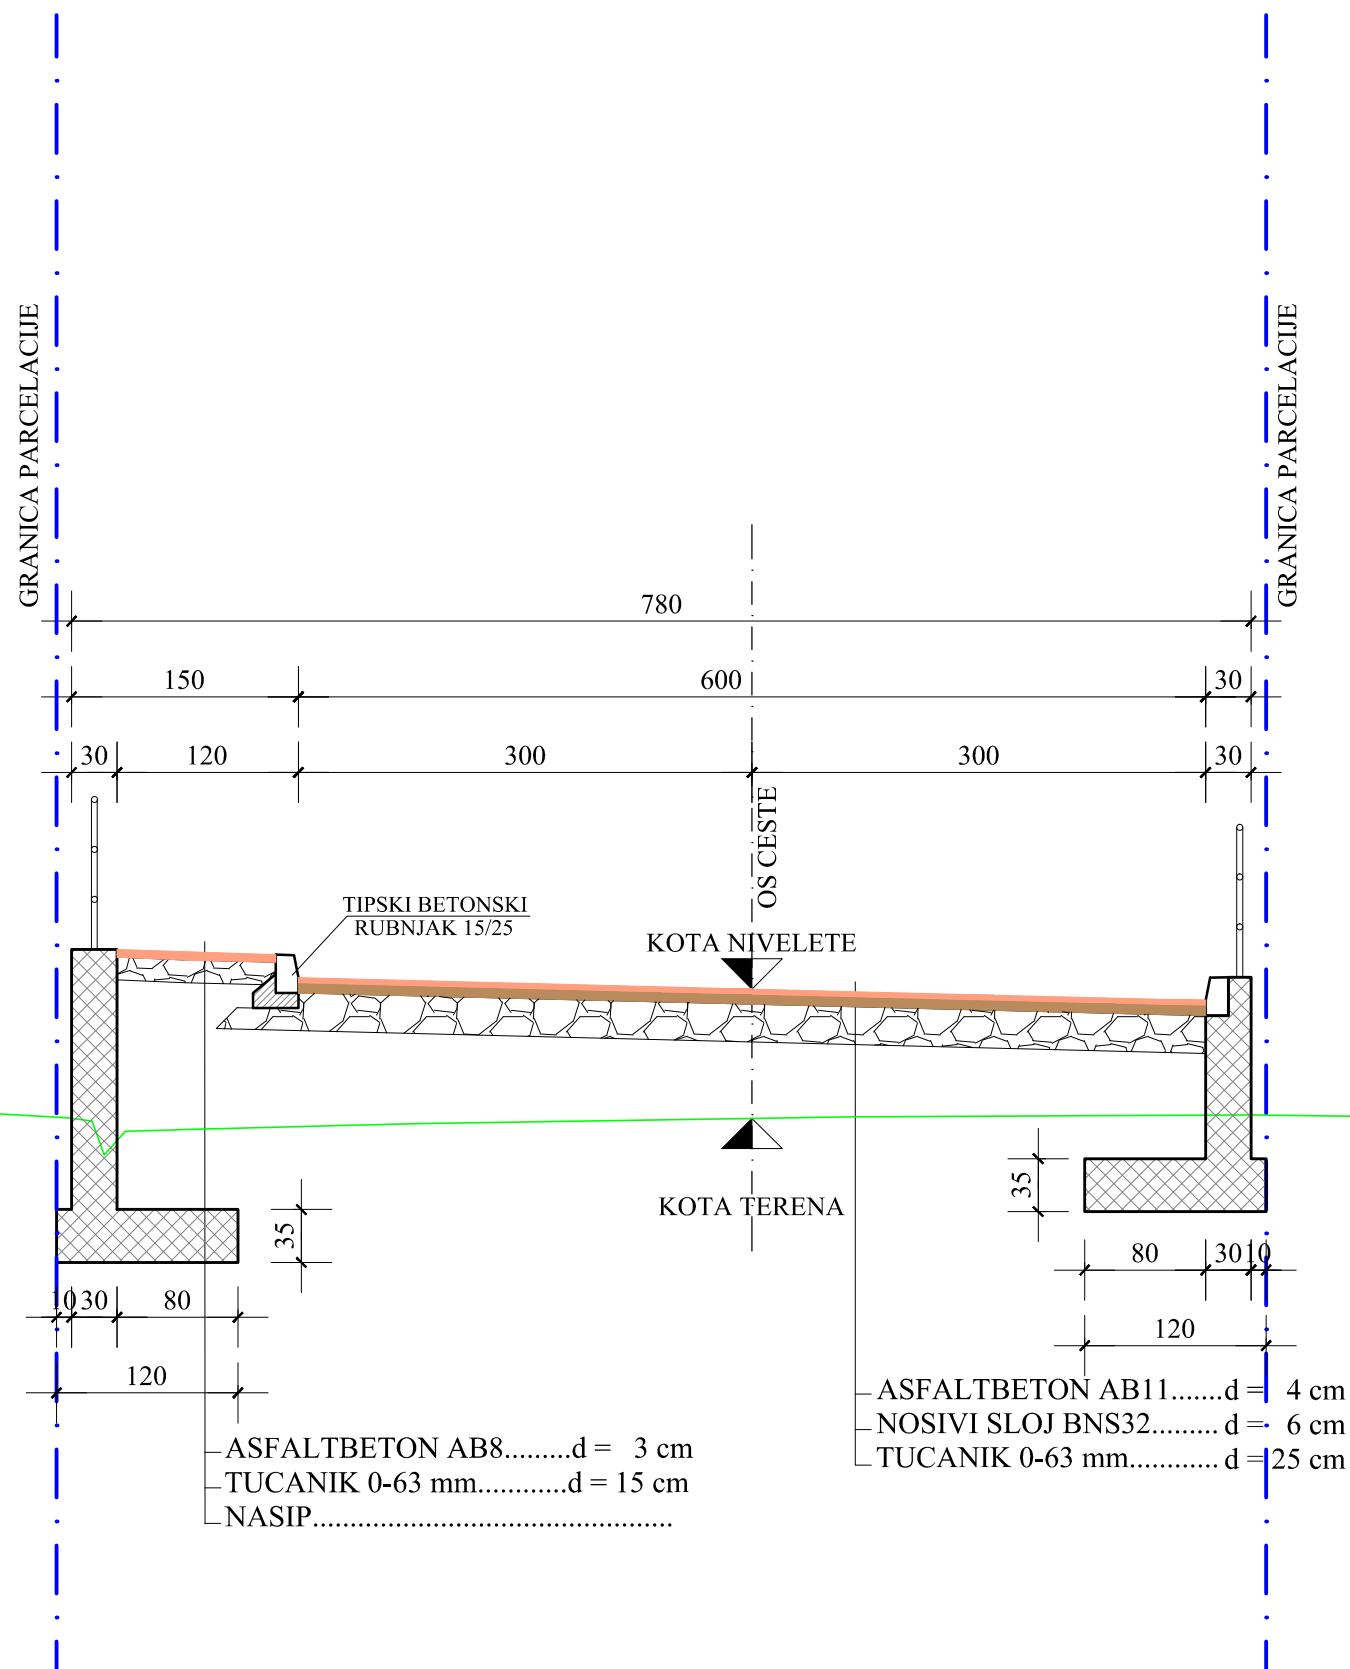 GRANICA PARCELACIJE
GRANICA PARCELACIJE
780
150
600
30
30
120
300
300
30
OS CESTE
TIPSKI BETONSKI
RUBNJAK 15/25
KOTA NIVELETE
KOTA TERENA
35
35
80
30
10
120
10
30
80
120
ASFALTBETON AB11.......d = 4 cm
NOSIVI SLOJ BNS32......... d = 6 cm
TUCANIK 0-63 mm............ d = 25 cm
ASFALTBETON AB8.........d = 3 cm
TUCANIK 0-63 mm............d = 15 cm
NASIP...........................................